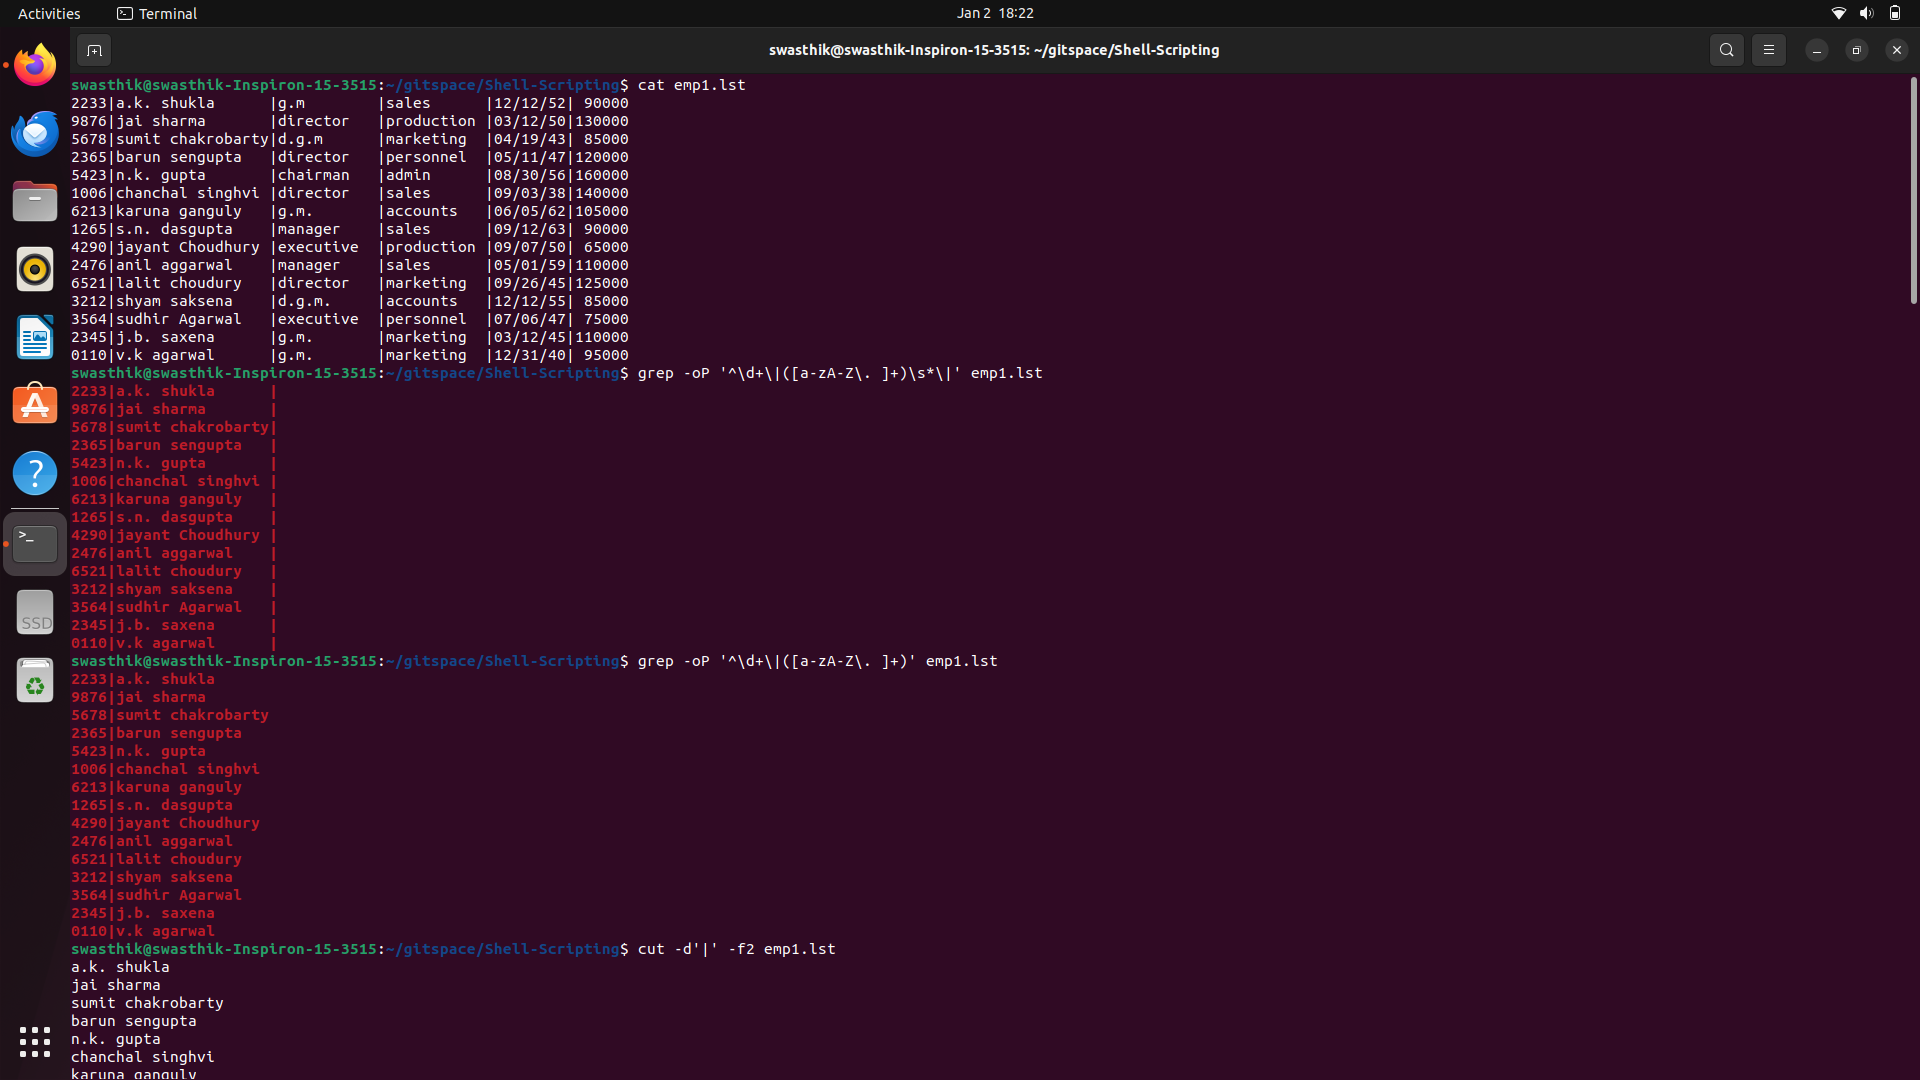 Activities
Terminal
Jan 2 18:22
swasthik@swasthik-Inspiron-15-3515: ~/gitspace/Shell-Scripting
swasthik@swasthik-Inspiron-15-3515:~/gitspace/Shell-Scripting$ cat emp1.lst
2233|a.k. shukla      |g.m        |sales      |12/12/52| 90000
9876|jai sharma       |director   |production |03/12/50|130000
5678|sumit chakrobarty|d.g.m      |marketing  |04/19/43| 85000
2365|barun sengupta   |director   |personnel  |05/11/47|120000
5423|n.k. gupta       |chairman   |admin      |08/30/56|160000
1006|chanchal singhvi |director   |sales      |09/03/38|140000
6213|karuna ganguly   |g.m.       |accounts   |06/05/62|105000
1265|s.n. dasgupta    |manager    |sales      |09/12/63| 90000
4290|jayant Choudhury |executive  |production |09/07/50| 65000
2476|anil aggarwal    |manager    |sales      |05/01/59|110000
6521|lalit choudury   |director   |marketing  |09/26/45|125000
3212|shyam saksena    |d.g.m.     |accounts   |12/12/55| 85000
3564|sudhir Agarwal   |executive  |personnel  |07/06/47| 75000
2345|j.b. saxena      |g.m.       |marketing  |03/12/45|110000
0110|v.k agarwal      |g.m.       |marketing  |12/31/40| 95000
swasthik@swasthik-Inspiron-15-3515:~/gitspace/Shell-Scripting$ grep -oP '^\d+\|([a-zA-Z\. ]+)\s*\|' emp1.lst
2233|a.k. shukla      |
9876|jai sharma       |
5678|sumit chakrobarty|
2365|barun sengupta   |
5423|n.k. gupta       |
1006|chanchal singhvi |
6213|karuna ganguly   |
1265|s.n. dasgupta    |
4290|jayant Choudhury |
2476|anil aggarwal    |
6521|lalit choudury   |
3212|shyam saksena    |
3564|sudhir Agarwal   |
2345|j.b. saxena      |
0110|v.k agarwal      |
swasthik@swasthik-Inspiron-15-3515:~/gitspace/Shell-Scripting$ grep -oP '^\d+\|([a-zA-Z\. ]+)' emp1.lst
2233|a.k. shukla
9876|jai sharma
5678|sumit chakrobarty
2365|barun sengupta
5423|n.k. gupta
1006|chanchal singhvi
6213|karuna ganguly
1265|s.n. dasgupta
4290|jayant Choudhury
2476|anil aggarwal
6521|lalit choudury
3212|shyam saksena
3564|sudhir Agarwal
2345|j.b. saxena
0110|v.k agarwal
swasthik@swasthik-Inspiron-15-3515:~/gitspace/Shell-Scripting$ cut -d'|' -f2 emp1.lst
a.k. shukla
jai sharma
sumit chakrobarty
barun sengupta
n.k. gupta
chanchal singhvi
karuna ganguly
SSD